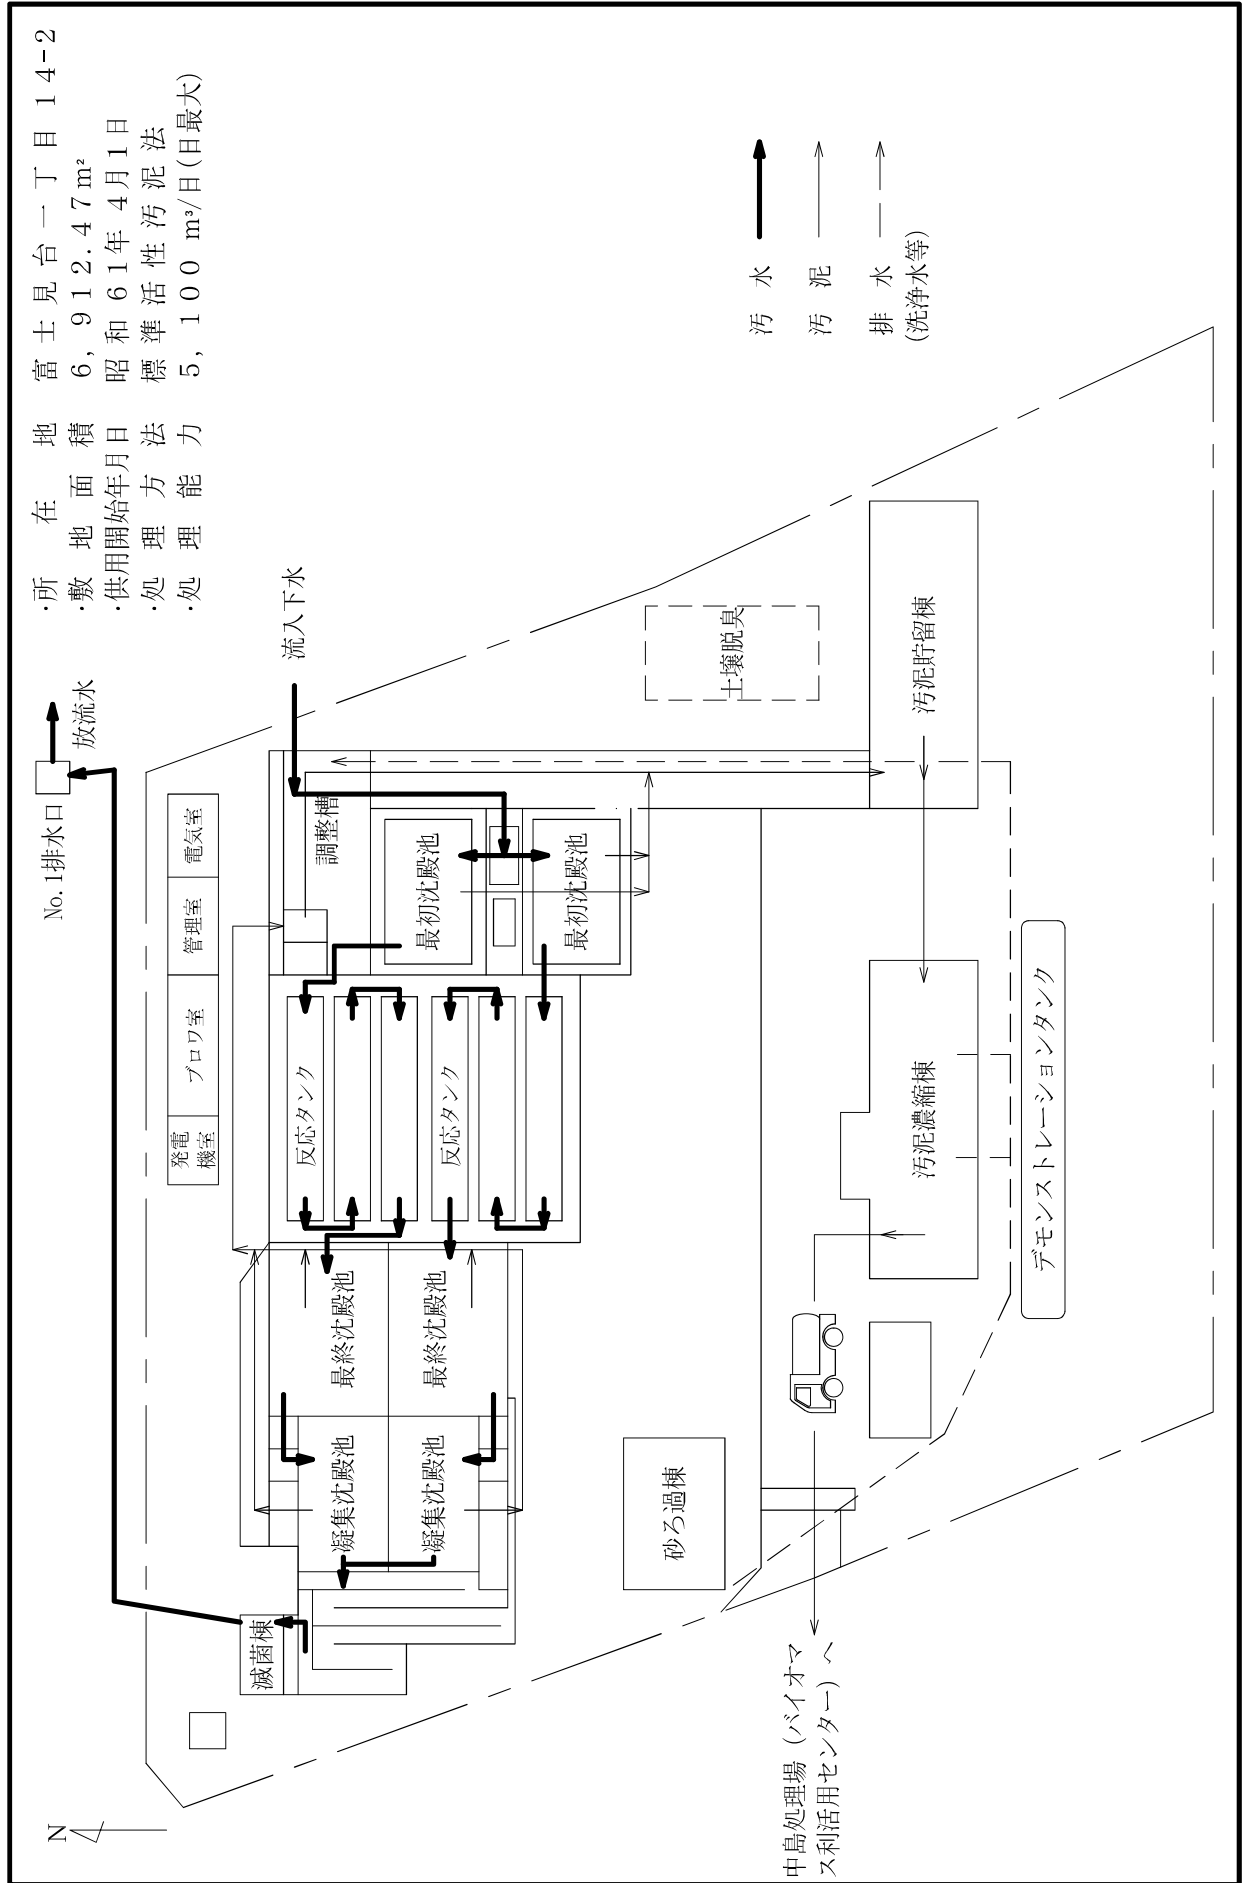 ・所在地 富士見台一丁目 14-2
・敷地面積 6,912.47m²
・供用開始年月日 昭和61年4月1日
・処理方法 標準活性汚泥法
・処理能力 5,100 m³/日(日最大)
No.1排水口
放流水
流入下水
発電機室
ブロワ室
管理室
電気室
調整槽
最初沈殿池
最初沈殿池
反応タンク
反応タンク
最終沈殿池
最終沈殿池
凝集沈殿池
凝集沈殿池
滅菌棟
砂ろ過棟
土壌脱臭
汚泥貯留棟
汚泥濃縮棟
デモンストレーションタンク
中島処理場(バイオマ
ス利活用センター)へ
汚水
汚泥
排水
(洗浄水等)
N